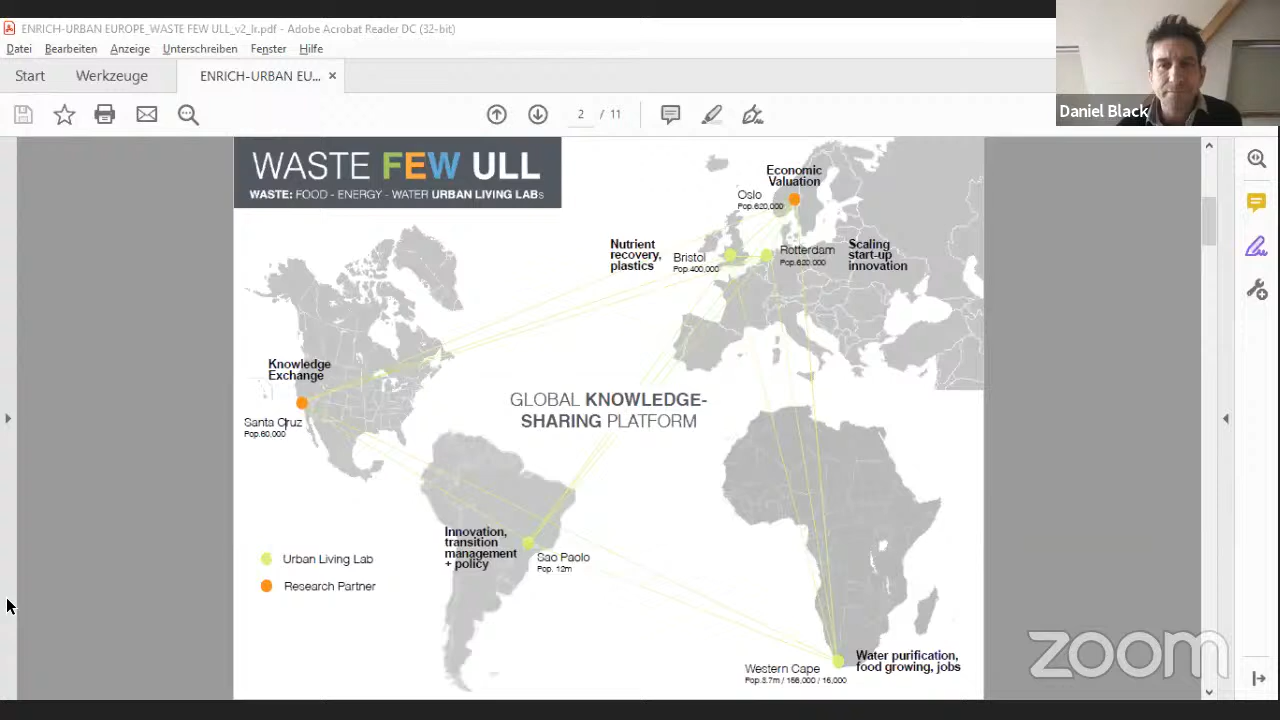 ENRICH-URBAN EUROPE_WASTE FEW ULL_v2_lr.pdf - Adobe Acrobat Reader DC (32-bit)
Datei Bearbeiten Anzeige Unterschreiben Fenster Hilfe
Start Werkzeuge ENRICH-URBAN EU... ×
2 / 11
Daniel Black
WASTE FEW ULL
WASTE: FOOD - ENERGY - WATER URBAN LIVING LABs
Economic
Valuation
Oslo
Pop.620,000
Nutrient
recovery,
plastics
Bristol
Pop.400,000
Rotterdam
Pop.620,000
Scaling
start-up
innovation
Knowledge
Exchange
Santa Cruz
Pop.60,000
GLOBAL KNOWLEDGE-
SHARING PLATFORM
Innovation,
transition
management
+ policy
Sao Paolo
Pop. 12m
Urban Living Lab
Research Partner
Western Cape
Pop.3.7m / 156,000 / 16,000
Water purification,
food growing, jobs
zoom